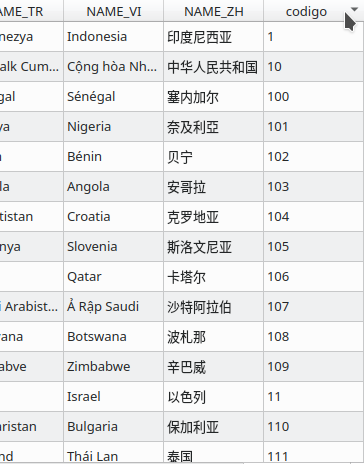 AME_TR NAME_VI NAME_ZH codigo
nezya Indonesia 印度尼西亚 1
alk Cum... Cộng hòa Nh... 中华人民共和国 10
gal Sénégal 塞内加尔 100
ya Nigeria 奈及利亞 101
Bénin 贝宁 102
la Angola 安哥拉 103
tistan Croatia 克罗地亚 104
nya Slovenia 斯洛文尼亚 105
Qatar 卡塔尔 106
i Arabist... Ả Rập Saudi 沙特阿拉伯 107
vana Botswana 波札那 108
abve Zimbabwe 辛巴威 109
Israel 以色列 11
aristan Bulgaria 保加利亚 110
nd Thái Lan 泰国 111